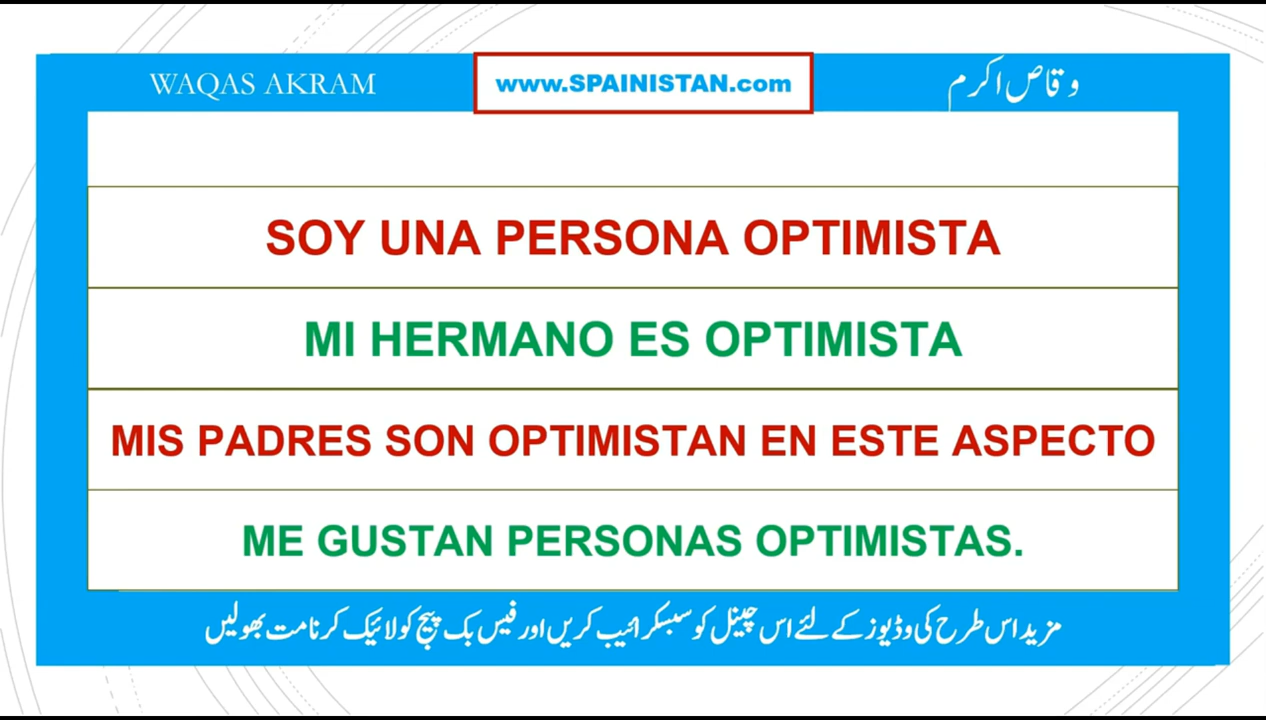 WAQAS AKRAM
www.SPAINISTAN.com
وقاص اکرم
SOY UNA PERSONA OPTIMISTA
MI HERMANO ES OPTIMISTA
MIS PADRES SON OPTIMISTAN EN ESTE ASPECTO
ME GUSTAN PERSONAS OPTIMISTAS.
مزید اس طرح کی وڈیوز کے لئے اس چینل کو سبسکرائیب کریں اور فیس بک پیج کو لائیک کرنا مت بھولیں